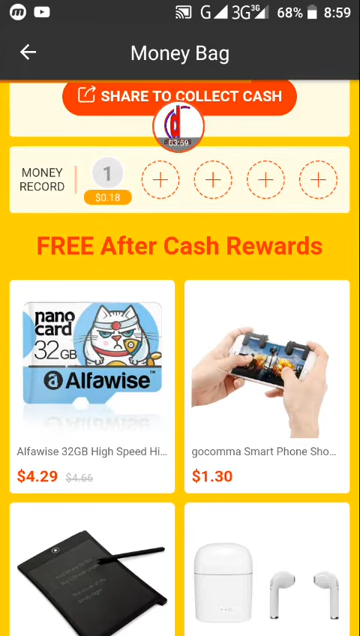 G 3G 3G 68% 8:59
Money Bag
SHARE TO COLLECT CASH
d
03:59
MONEY
RECORD
1
$0.18
FREE After Cash Rewards
nano
card
32GB
Alfawise™
Alfawise 32GB High Speed Hi...
gocomma Smart Phone Sho...
$4.29 $4.66
$1.30